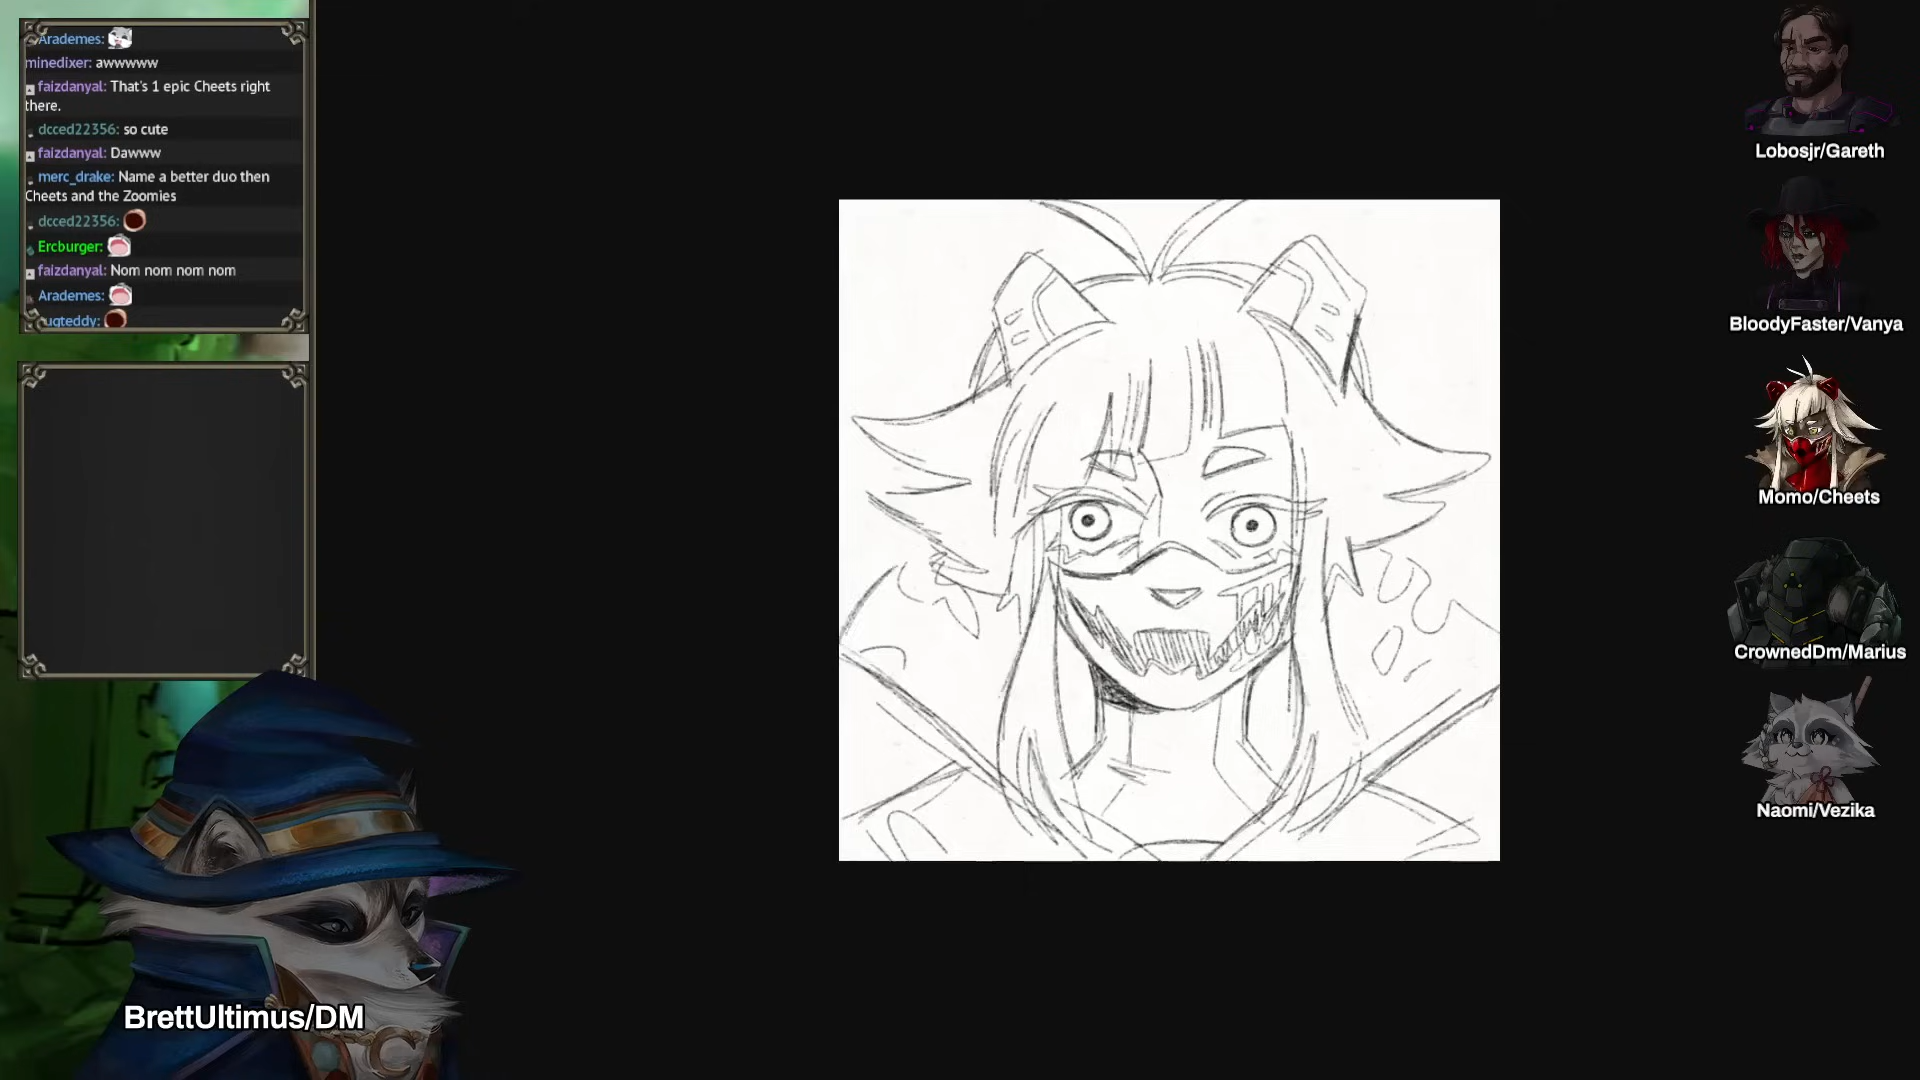 Arademes:
minedixer: awwwww
faizdanyal: That's 1 epic Cheets right
there.
dcced22356: so cute
faizdanyal: Dawww
merc_drake: Name a better duo then
Cheets and the Zoomies
dcced22356:
Ercburger:
faizdanyal: Nom nom nom nom
Arademes:
ugteddy:
BrettUltimus/DM
Lobosjr/Gareth
BloodyFaster/Vanya
Momo/Cheets
CrownedDm/Marius
Naomi/Vezika